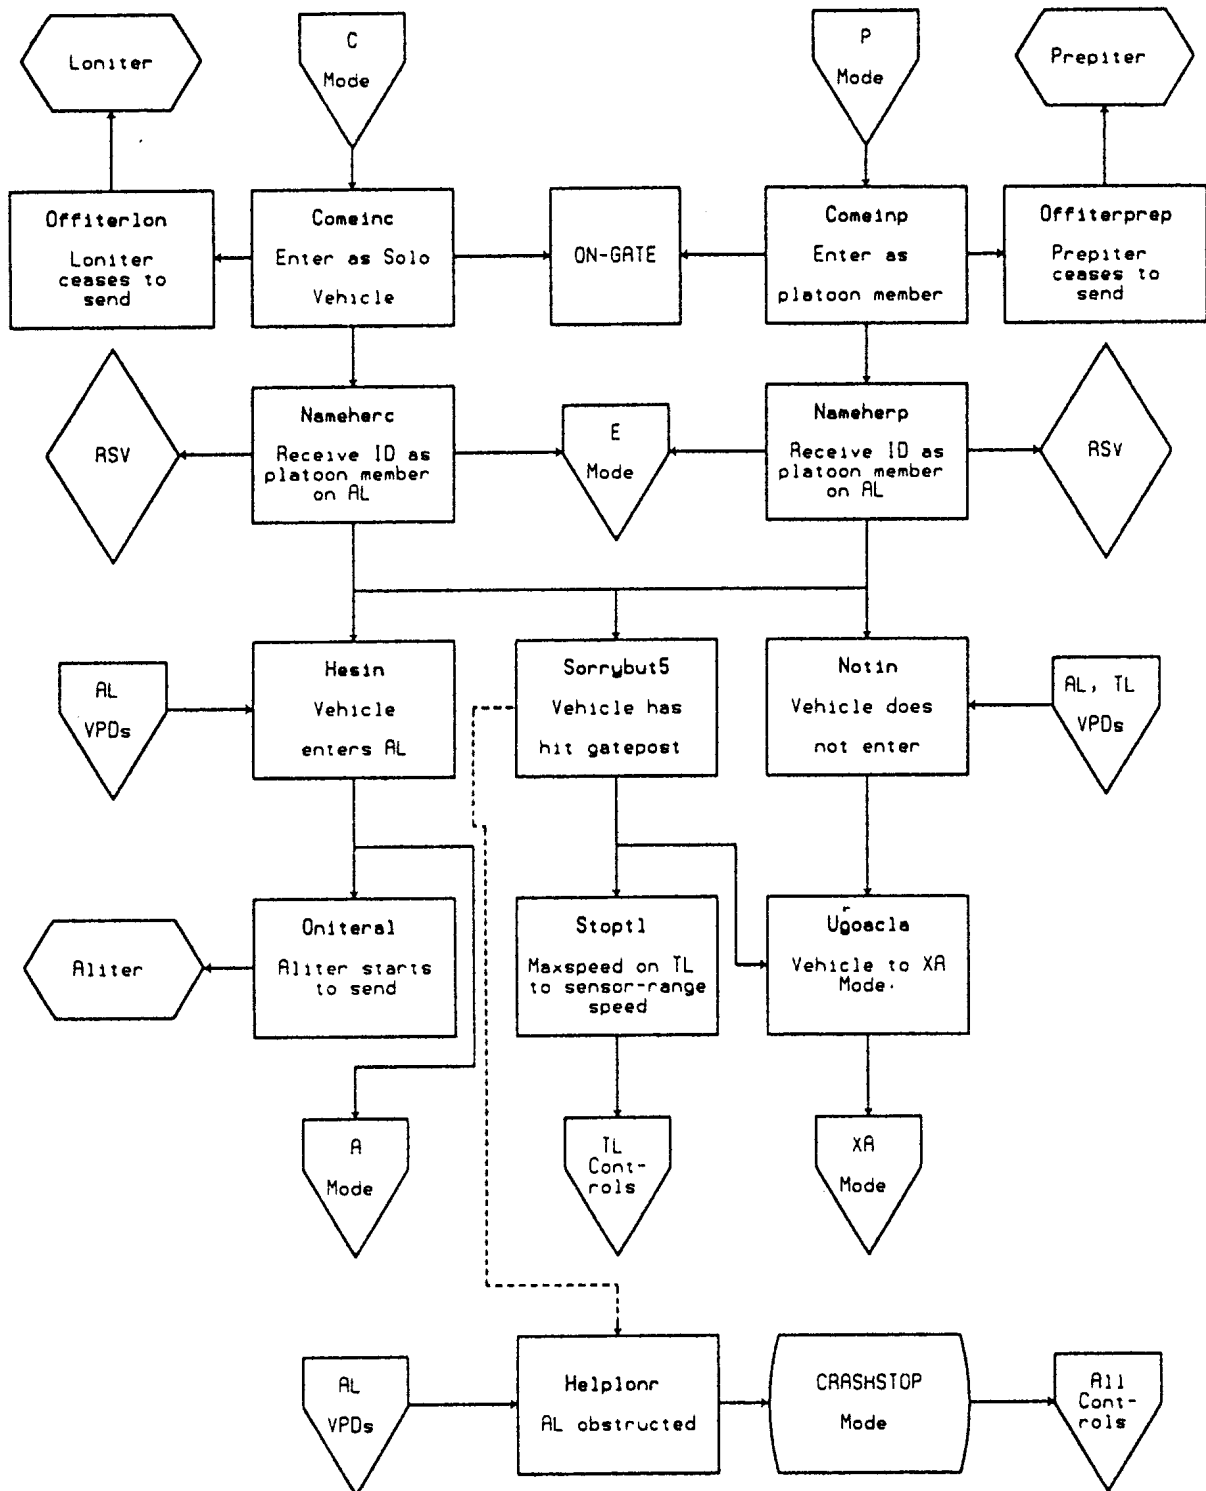 Loniter
C
Mode
P
Mode
Prepiter
Offiterlon
Loniter
ceases to
send
Comeinc
Enter as Solo
Vehicle
ON-GATE
Comeinp
Enter as
platoon member
Offiterprep
Prepiter
ceases to
send
RSV
Nameherc
Receive ID as
platoon member
on AL
E
Mode
Nameherp
Receive ID as
platoon member
on AL
RSV
AL
VPDs
Hesin
Vehicle
enters AL
Sorrybut5
Vehicle has
hit gatepost
Notin
Vehicle does
not enter
AL, TL
VPDs
Aliter
Oniteral
Aliter starts
to send
Stoptl
Maxspeed on TL
to sensor-range
speed
Ugoacla
r
Vehicle to XA
Mode.
A
Mode
TL
Cont-
rols
XA
Mode
AL
VPDs
Helplonr
AL obstructed
CRASHSTOP
Mode
All
Cont-
rols